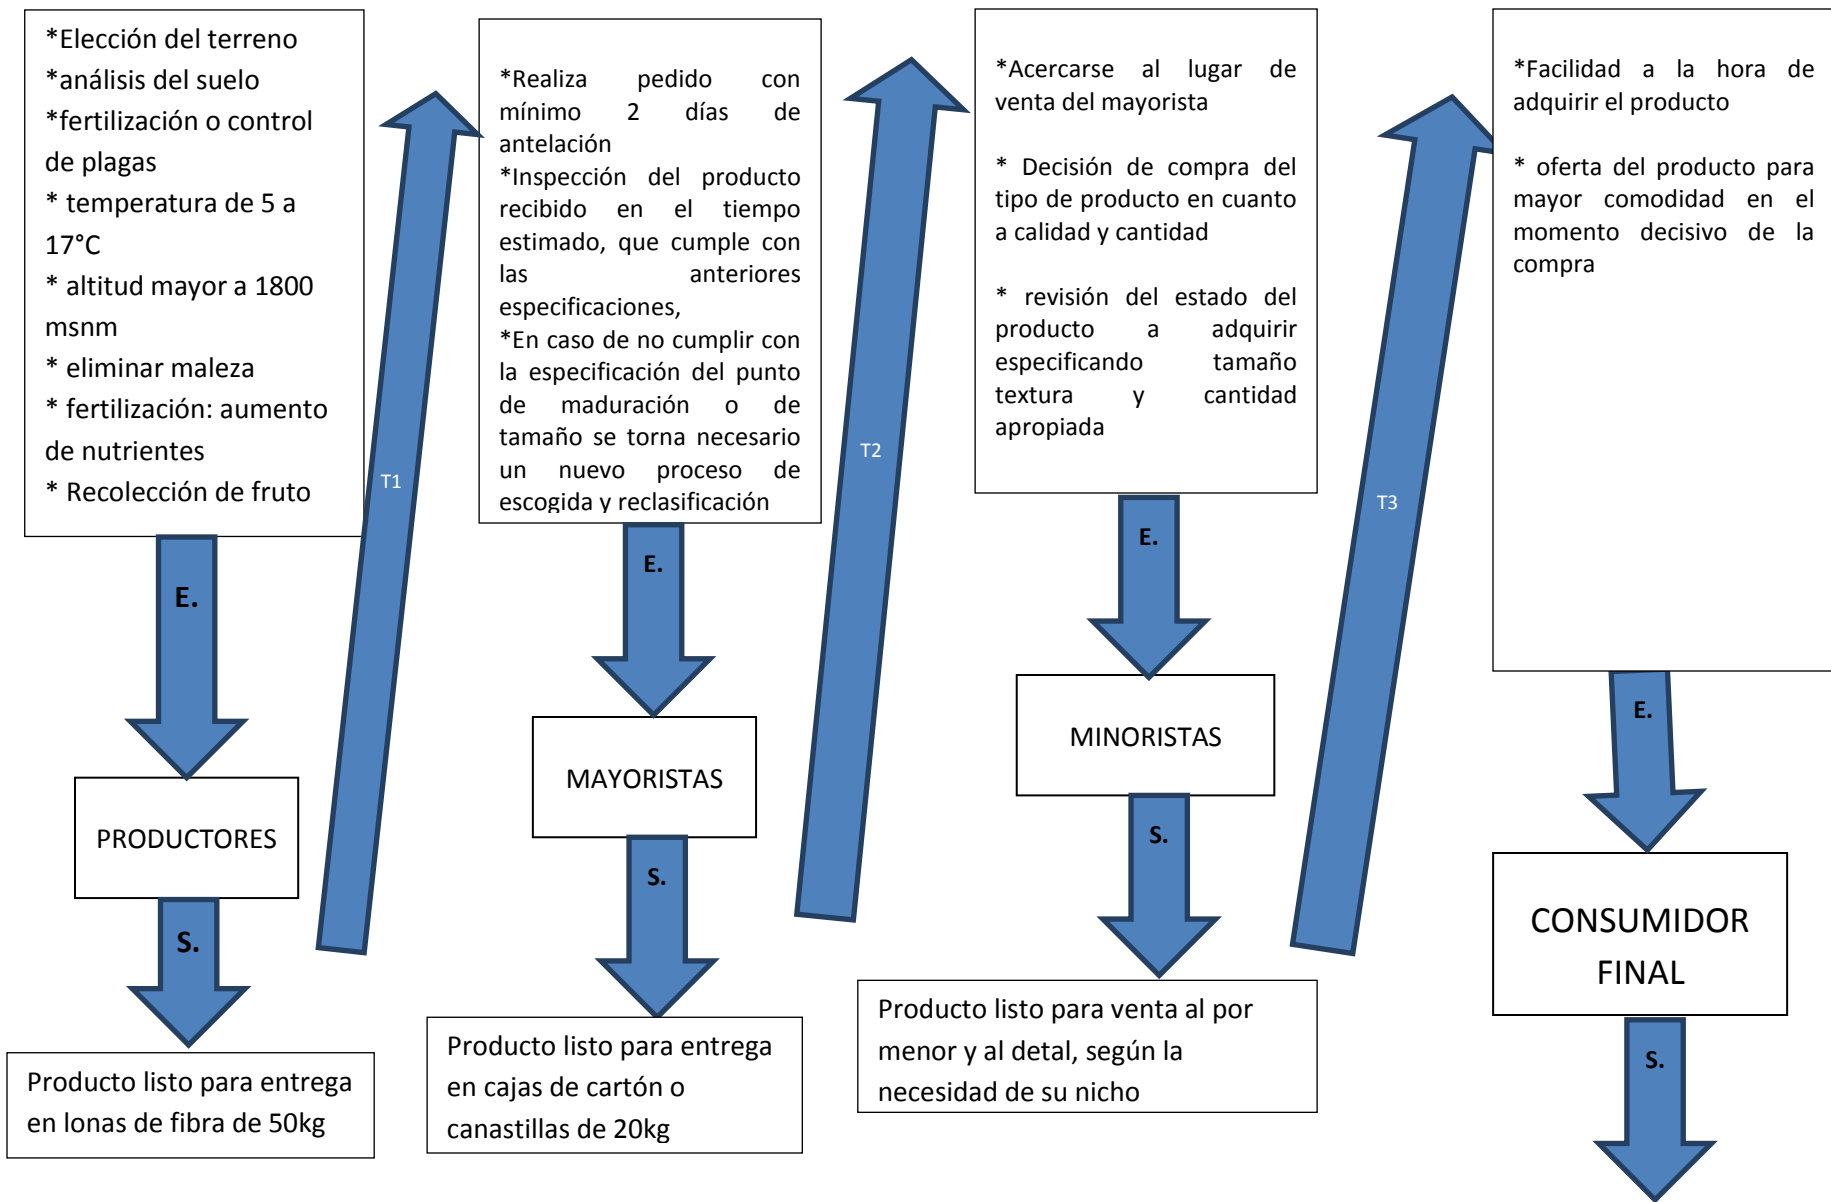 *Elección del terreno
*análisis del suelo
*fertilización o control
de plagas
* temperatura de 5 a
17°C
* altitud mayor a 1800
msnm
* eliminar maleza
* fertilización: aumento
de nutrientes
* Recolección de fruto
E.
PRODUCTORES
S.
Producto listo para entrega
en lonas de fibra de 50kg
T1
*Realiza pedido con
mínimo 2 días de
antelación
*Inspección del producto
recibido en el tiempo
estimado, que cumple con
las anteriores
especificaciones,
*En caso de no cumplir con
la especificación del punto
de maduración o de
tamaño se torna necesario
un nuevo proceso de
escogida y reclasificación
E.
MAYORISTAS
S.
Producto listo para entrega
en cajas de cartón o
canastillas de 20kg
T2
*Acercarse al lugar de
venta del mayorista
* Decisión de compra del
tipo de producto en cuanto
a calidad y cantidad
* revisión del estado del
producto a adquirir
especificando tamaño
textura y cantidad
apropiada
E.
MINORISTAS
S.
Producto listo para venta al por
menor y al detal, según la
necesidad de su nicho
T3
*Facilidad a la hora de
adquirir el producto
* oferta del producto para
mayor comodidad en el
momento decisivo de la
compra
E.
CONSUMIDOR
FINAL
S.